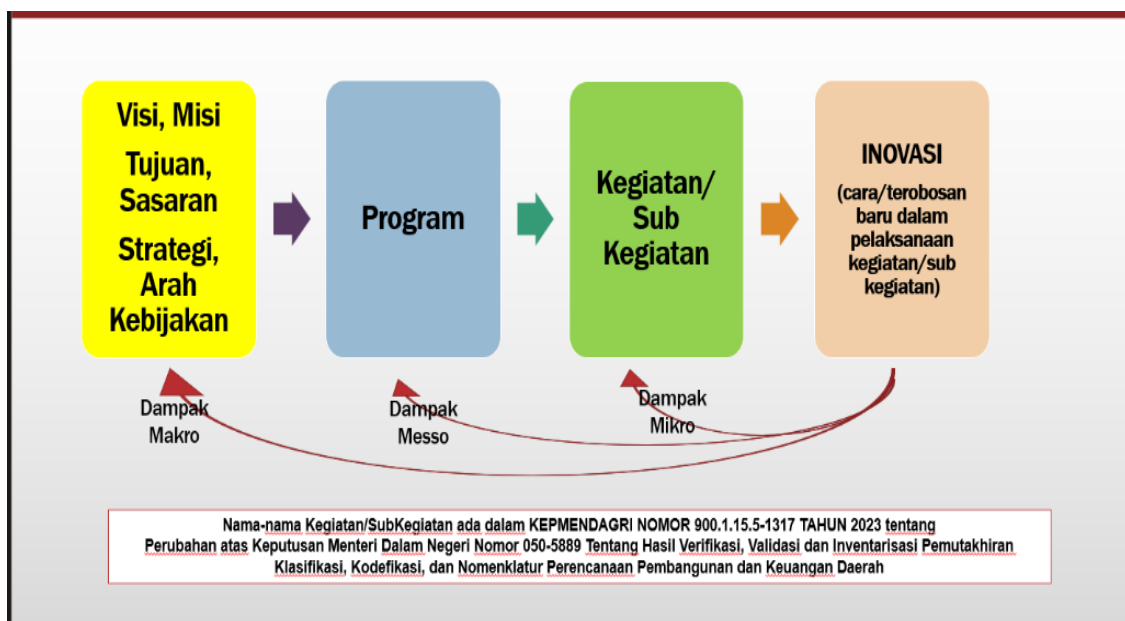 Visi, Misi
Tujuan,
Sasaran
Strategi,
Arah
Kebijakan
Program
Kegiatan/
Sub
Kegiatan
INOVASI
(cara/terobosan
baru dalam
pelaksanaan
kegiatan/sub
kegiatan)
Dampak
Makro
Dampak
Messo
Dampak
Mikro
Nama-nama Kegiatan/SubKegiatan ada dalam KEPMENDAGRI NOMOR 900.1.15.5-1317 TAHUN 2023 tentang
Perubahan atas Keputusan Menteri Dalam Negeri Nomor 050-5889 Tentang Hasil Verifikasi, Validasi dan Inventarisasi Pemutakhiran
Klasifikasi, Kodefikasi, dan Nomenklatur Perencanaan Pembangunan dan Keuangan Daerah